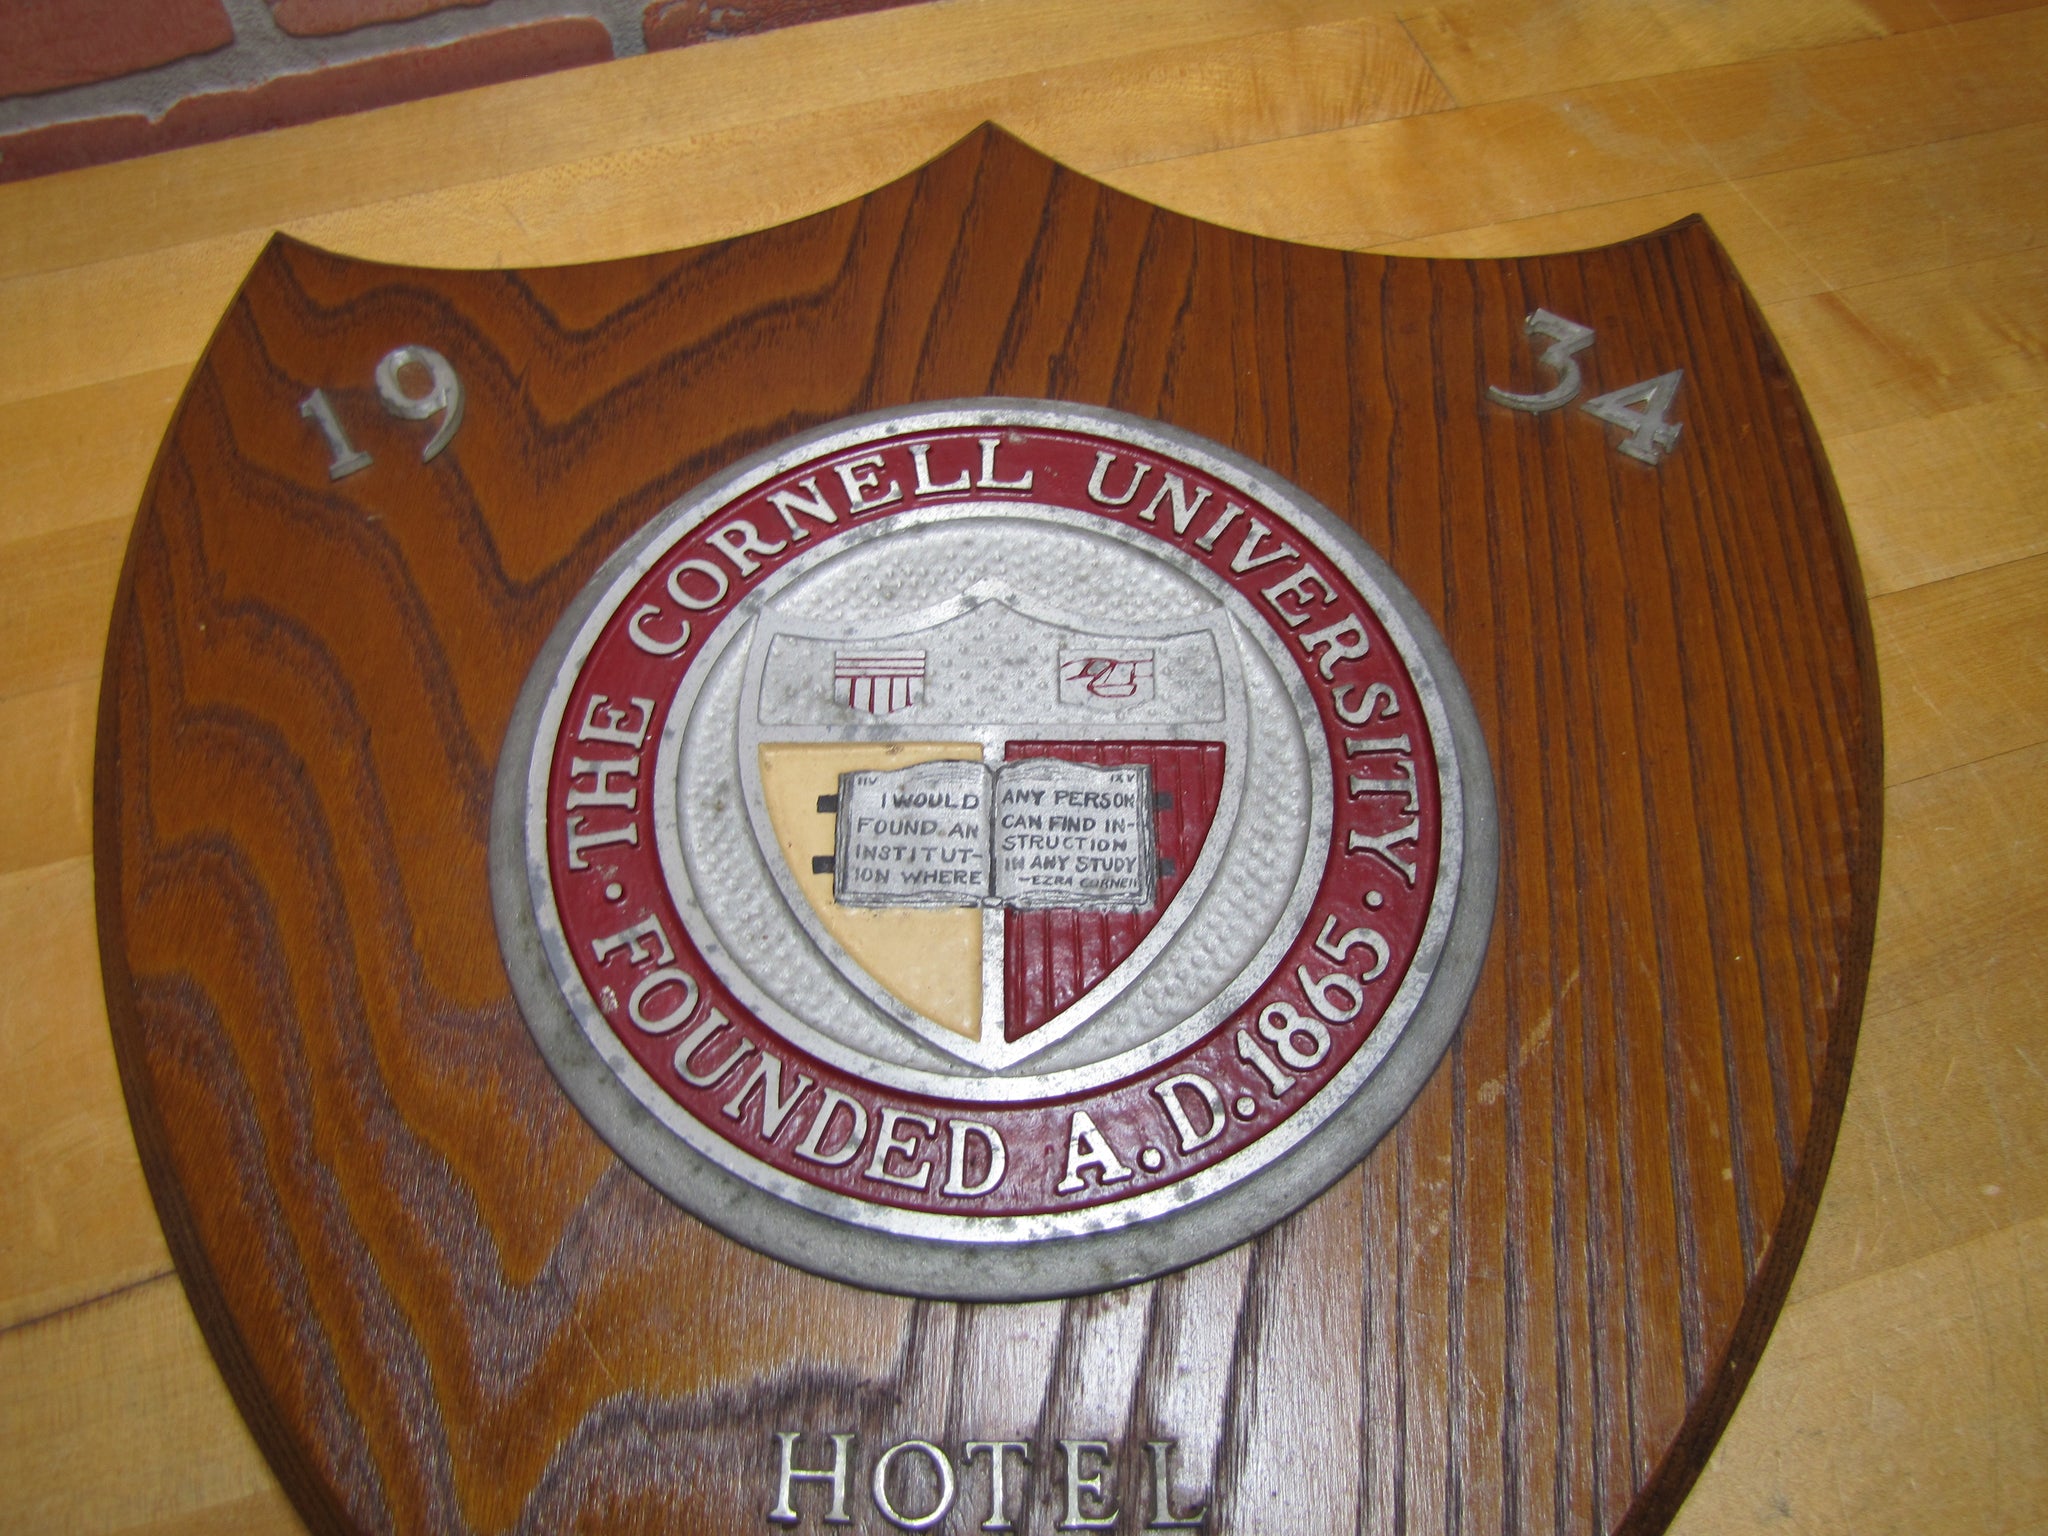 19 34
THE CORNELL UNIVERSITY
· FOUNDED A.D. 1865 ·
I WOULD
FOUND AN
INSTITUT-
ION WHERE
ANY PERSON
CAN FIND IN-
STRUCTION
IN ANY STUDY
—EZRA CORNELL
HOTEL